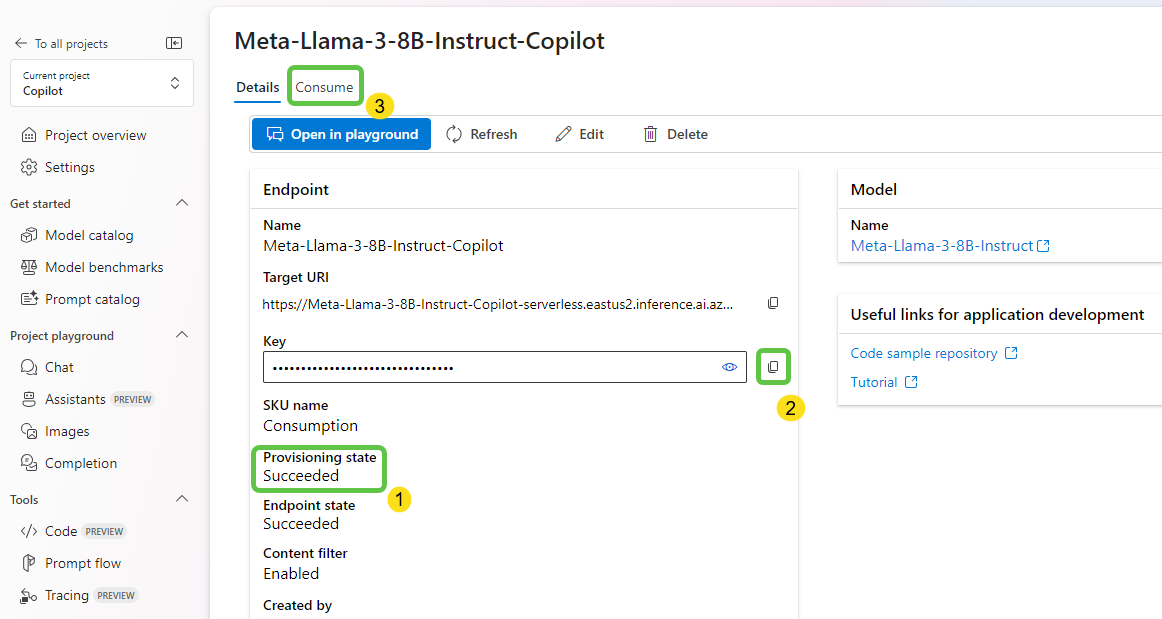 To all projects
Current project
Copilot
Project overview
Settings
Get started
Model catalog
Model benchmarks
Prompt catalog
Project playground
Chat
Assistants PREVIEW
Images
Completion
Tools
Code PREVIEW
Prompt flow
Tracing PREVIEW
Meta-Llama-3-8B-Instruct-Copilot
Details Consume
3
Open in playground Refresh Edit Delete
Endpoint
Name
Meta-Llama-3-8B-Instruct-Copilot
Target URI
https://Meta-Llama-3-8B-Instruct-Copilot-serverless.eastus2.inference.ai.az...
Key
••••••••••••••••••••••••••••••••
2
SKU name
Consumption
Provisioning state
Succeeded
1
Endpoint state
Succeeded
Content filter
Enabled
Created by
Model
Name
Meta-Llama-3-8B-Instruct
Useful links for application development
Code sample repository
Tutorial